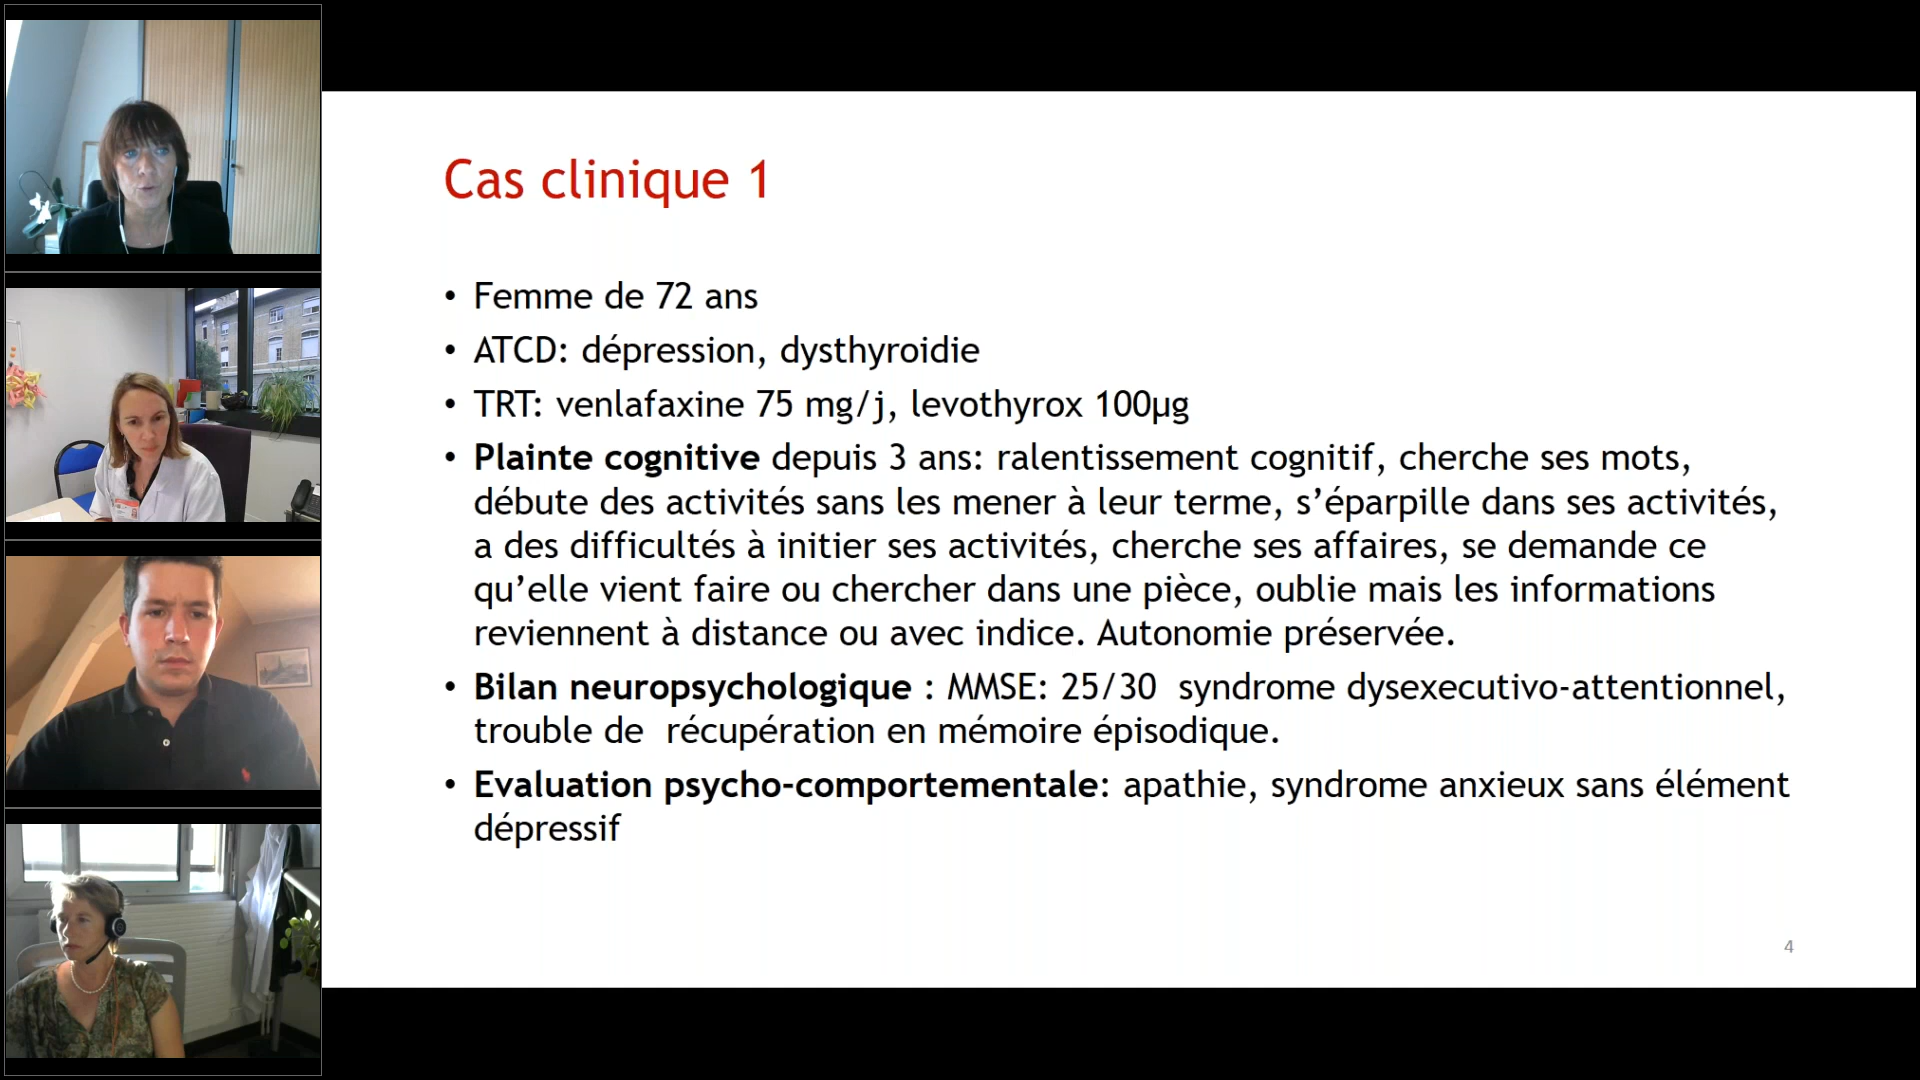 Cas clinique 1
• Femme de 72 ans
• ATCD: dépression, dysthyroidie
• TRT: venlafaxine 75 mg/j, levothyrox 100µg
• Plainte cognitive depuis 3 ans: ralentissement cognitif, cherche ses mots,
débute des activités sans les mener à leur terme, s’éparpille dans ses activités,
a des difficultés à initier ses activités, cherche ses affaires, se demande ce
qu’elle vient faire ou chercher dans une pièce, oublie mais les informations
reviennent à distance ou avec indice. Autonomie préservée.
• Bilan neuropsychologique : MMSE: 25/30  syndrome dysexecutivo-attentionnel,
trouble de  récupération en mémoire épisodique.
• Evaluation psycho-comportementale: apathie, syndrome anxieux sans élément
dépressif
4